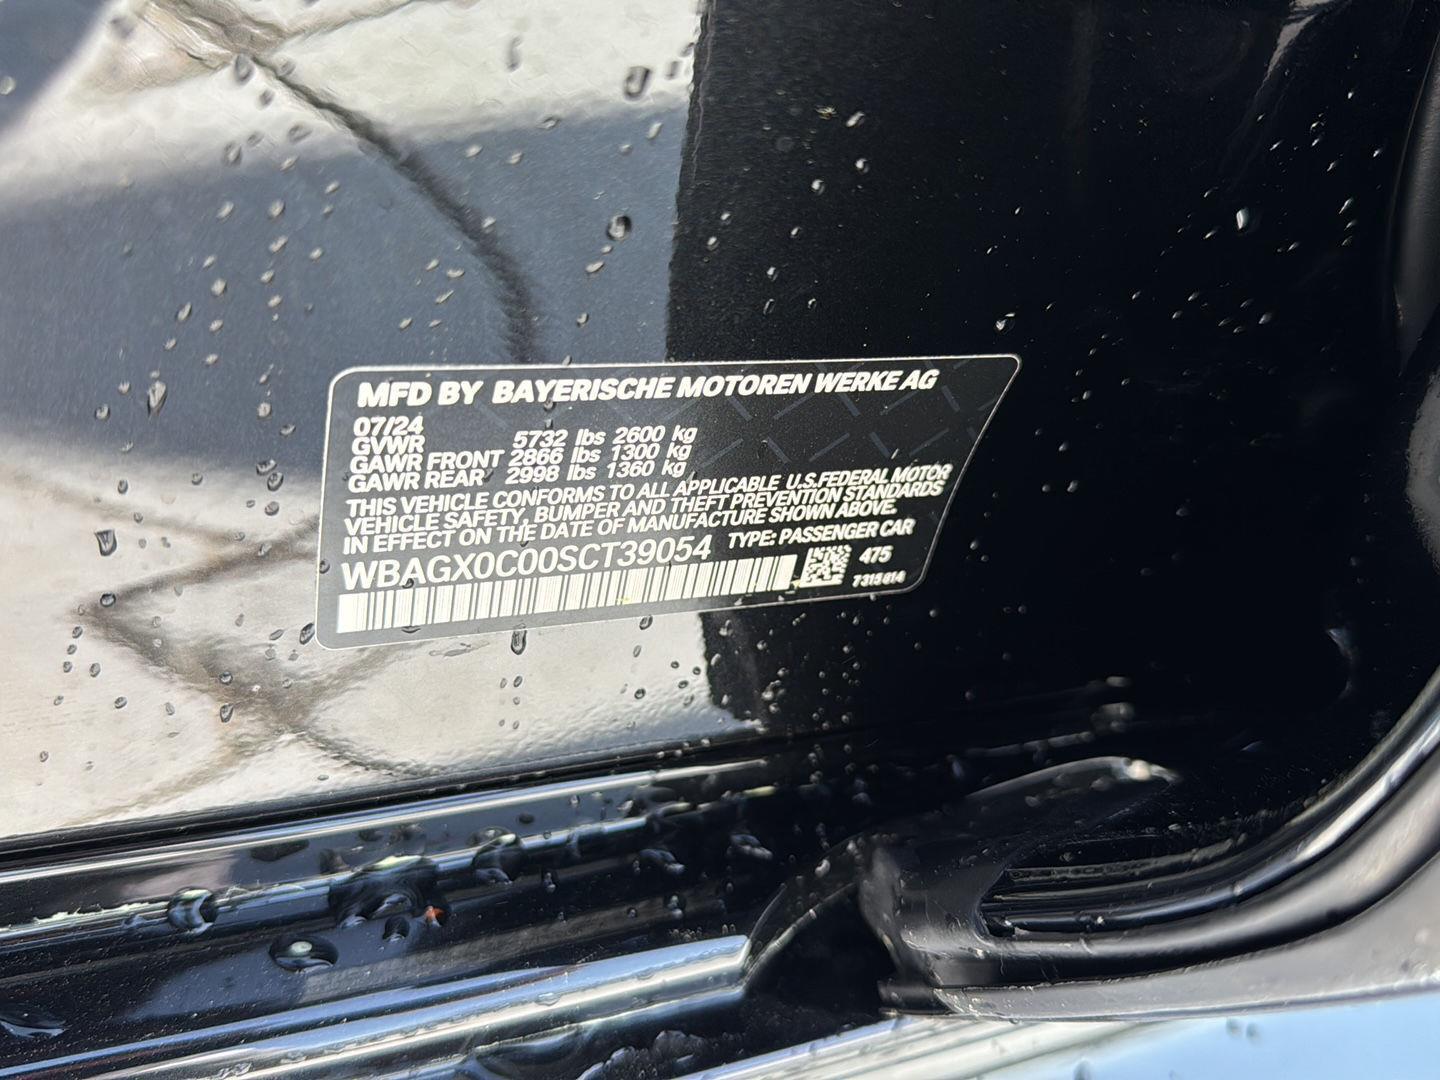 MFD BY BAYERISCHE MOTOREN WERKE AG
07/24
GVWR 5732 lbs 2600 kg
GAWR FRONT 2866 lbs 1300 kg
GAWR REAR 2998 lbs 1360 kg
THIS VEHICLE CONFORMS TO ALL APPLICABLE U.S.FEDERAL MOTOR
VEHICLE SAFETY, BUMPER AND THEFT PREVENTION STANDARDS
IN EFFECT ON THE DATE OF MANUFACTURE SHOWN ABOVE.
WBAGX0C00SCT39054 TYPE: PASSENGER CAR
475
7315814